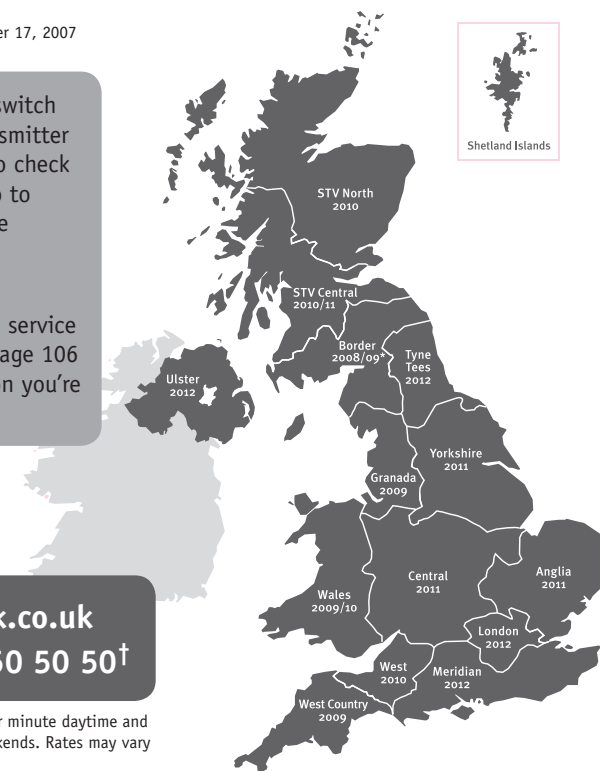 er 17, 2007
switch
smitter
o check
o to
e
service
age 106
on you're
k.co.uk
50 50 50†
r minute daytime and
kends. Rates may vary
Shetland Islands
STV North
2010
STV Central
2010/11
Border
2008/09*
Tyne
Tees
2012
Ulster
2012
Yorkshire
2011
Granada
2009
Wales
2009/10
Central
2011
Anglia
2011
London
2012
West
2010
Meridian
2012
West Country
2009